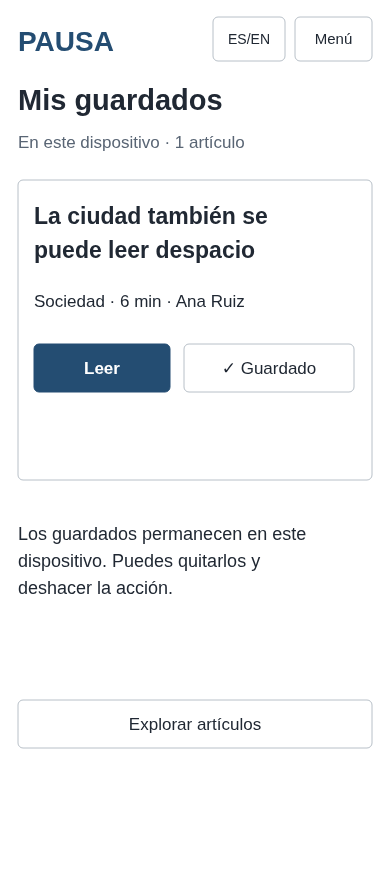 PAUSA
ES/EN
Menú
Mis guardados
En este dispositivo · 1 artículo
La ciudad también se
puede leer despacio
Sociedad · 6 min · Ana Ruiz
Leer
✓ Guardado
Los guardados permanecen en este
dispositivo. Puedes quitarlos y
deshacer la acción.
Explorar artículos